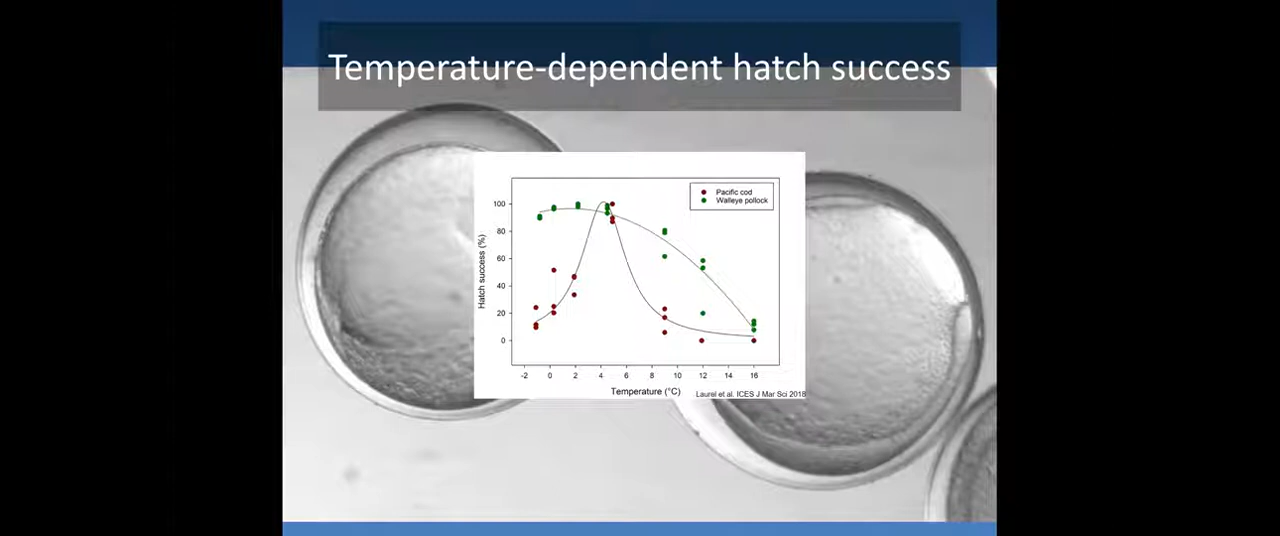 Temperature-dependent hatch success
Pacific cod
Walleye pollock
Hatch success (%)
100
80
60
40
20
0
-2 0 2 4 6 8 10 12 14 16
Temperature (°C)
Laurel et al. ICES J Mar Sci 2018